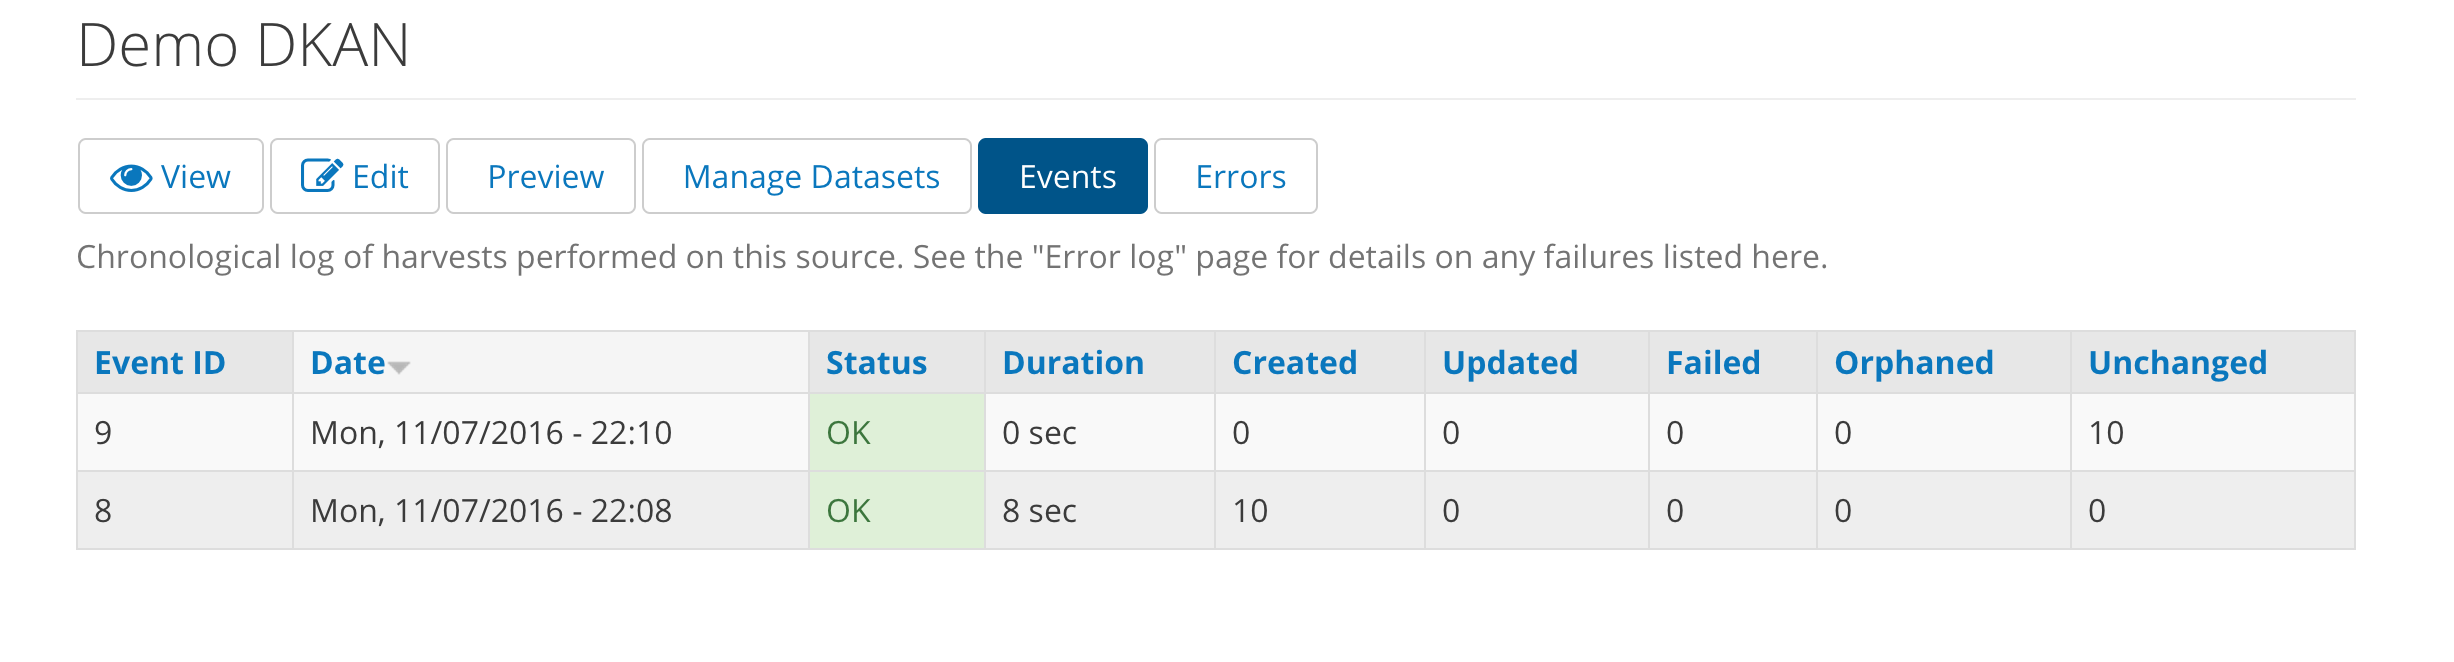 Demo DKAN
View Edit Preview Manage Datasets Events Errors
Chronological log of harvests performed on this source. See the "Error log" page for details on any failures listed here.
Event ID Date Status Duration Created Updated Failed Orphaned Unchanged
9 Mon, 11/07/2016 - 22:10 OK 0 sec 0 0 0 0 10
8 Mon, 11/07/2016 - 22:08 OK 8 sec 10 0 0 0 0